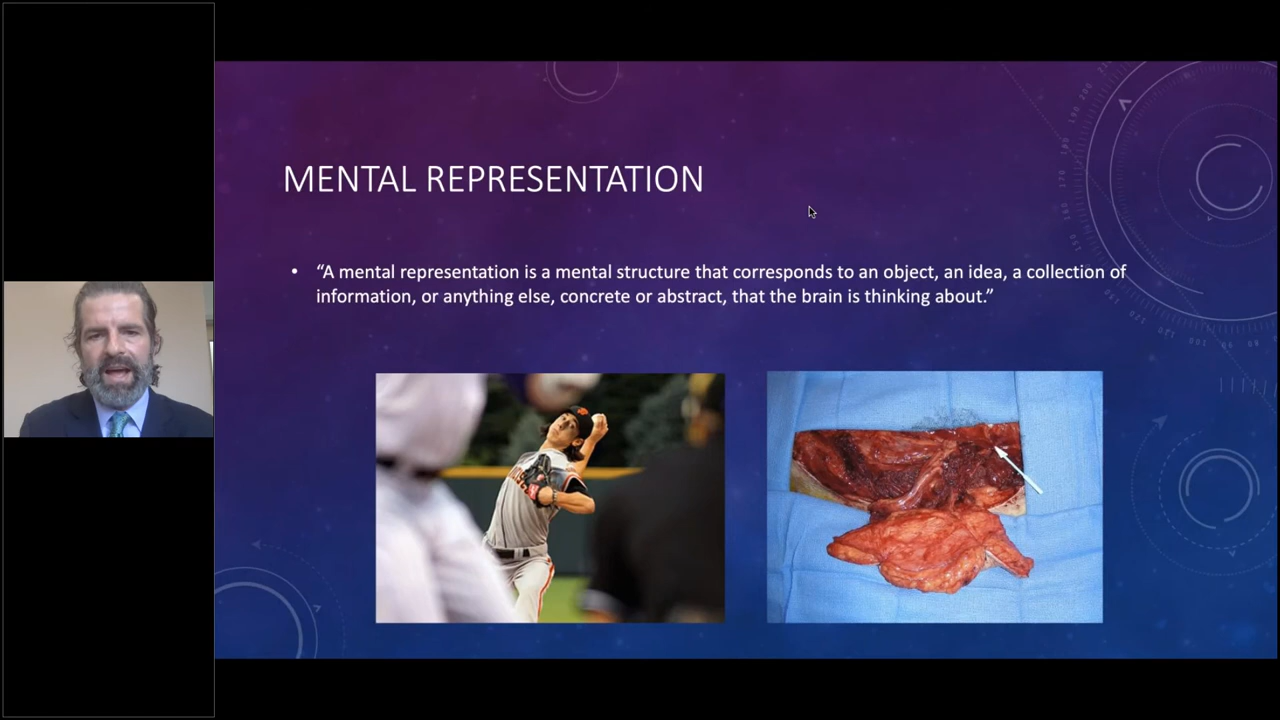 MENTAL REPRESENTATION
• “A mental representation is a mental structure that corresponds to an object, an idea, a collection of
information, or anything else, concrete or abstract, that the brain is thinking about.”